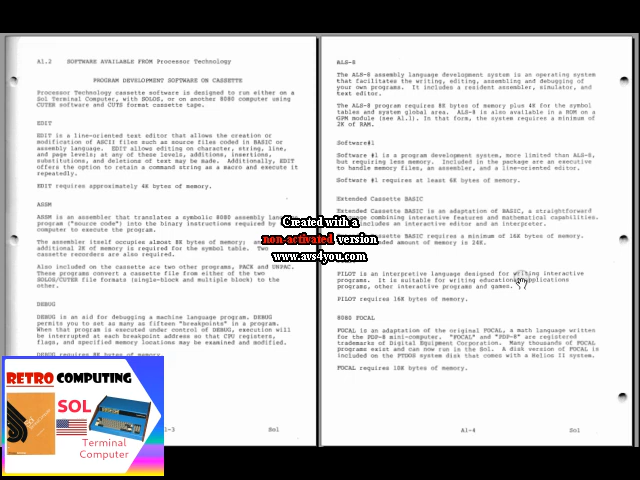 A1.2 SOFTWARE AVAILABLE FROM Processor Technology
PROGRAM DEVELOPMENT SOFTWARE ON CASSETTE
Processor Technology cassette software is designed to run either on a
Sol Terminal Computer, with SOLOS, or on another 8080 computer using
CUTER software and CUTS format cassette tape.
EDIT
EDIT is a line-oriented text editor that allows the creation or
modification of ASCII files such as source files coded in BASIC or
assembly language. EDIT allows editing on character, string, line,
and page levels; at any of these levels, additions, insertions,
substitutions, and deletions of text may be made. Additionally, EDIT
offers the option to retain a command string as a macro and execute it
repeatedly.
EDIT requires approximately 4K bytes of memory.
ASSM
ASSM is an assembler that translates a symbolic 8080 assembly lang
program ("source code") into the binary instructions required by
computer to execute the program.
The assembler itself occupies almost 8K bytes of memory; an
additional 2K of memory is required for the symbol table. Two
cassette recorders are also required.
Also included on the cassette are two other programs, PACK and UNPAC.
These programs convert a cassette file from either of the two
SOLOS/CUTER file formats (single-block and multiple block) to the
other.
DEBUG
DEBUG is an aid for debugging a machine language program. DEBUG
permits you to set as many as fifteen "breakpoints" in a program.
When that program is executed under control of DEBUG, execution will
be interrupted at each breakpoint address so that CPU registers,
flags, and specified memory locations may be examined and modified.
DEBUG requires 8K bytes of memory.
-3 Sol
ALS-8
The ALS-8 assembly language development system is an operating system
that facilitates the writing, editing, assembling and debugging of
your own programs. It includes a resident assembler, simulator, and
text editor.
The ALS-8 program requires 8K bytes of memory plus 4K for the symbol
tables and system global area. ALS-8 is also available in a ROM on a
GPM module (see A1.1). In that form, the system requires a minimum of
2K of RAM.
Software#1
Software #1 is a program development system, more limited than ALS-8,
but requiring less memory. Included in the package are an executive
to handle memory files, an assembler, and a line-oriented editor.
Software #1 requires at least 6K bytes of memory.
Extended Cassette BASIC
Extended Cassette BASIC is an adaptation of BASIC, a straightforward
language combining interactive features and mathematical capabilities.
includes an interactive editor and an interpreter.
Cassette BASIC requires a minimum of 16K bytes of memory.
amount of memory is 28K.
PILOT is an interpretive language designed for writing interactive
programs. It is suitable for writing educational applications
programs, other interactive programs and games.
PILOT requires 16K bytes of memory.
8080 FOCAL
FOCAL is an adaptation of the original FOCAL, a math language written
for the PDP-8 mini-computer. "FOCAL" and "PDP-8" are registered
trademarks of Digital Equipment Corporation. Many thousands of FOCAL
programs exist and can now run in the Sol. A disk version of FOCAL is
included on the PTDOS system disk that comes with a Helios II system.
FOCAL requires 10K bytes of memory.
A1-4 Sol
Created with a
non-activated version
www.avs4you.com
RETRO COMPUTING
SOL
Terminal
Computer